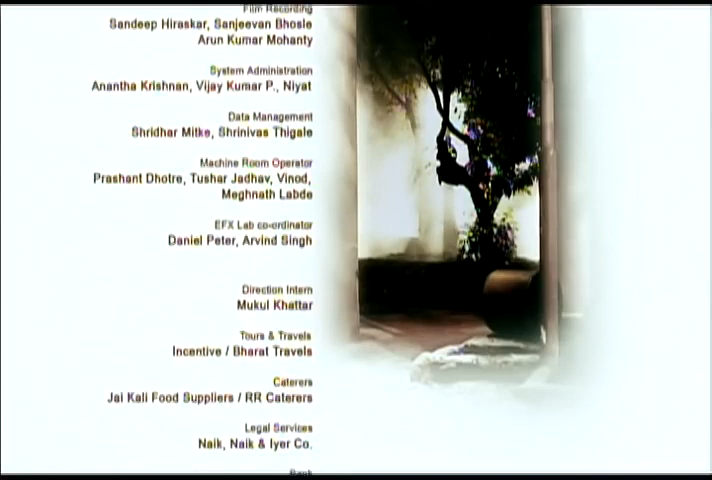 Film Recording
Sandeep Hiraskar, Sanjeevan Bhosle
Arun Kumar Mohanty
System Administration
Anantha Krishnan, Vijay Kumar P., Niyat
Data Management
Shridhar Mitke, Shrinivas Thigale
Machine Room Operator
Prashant Dhotre, Tushar Jadhav, Vinod,
Meghnath Labde
EFX Lab co-ordinator
Daniel Peter, Arvind Singh
Direction Intern
Mukul Khattar
Tours & Travels
Incentive / Bharat Travels
Caterers
Jai Kali Food Suppliers / RR Caterers
Legal Services
Naik, Naik & Iyer Co.